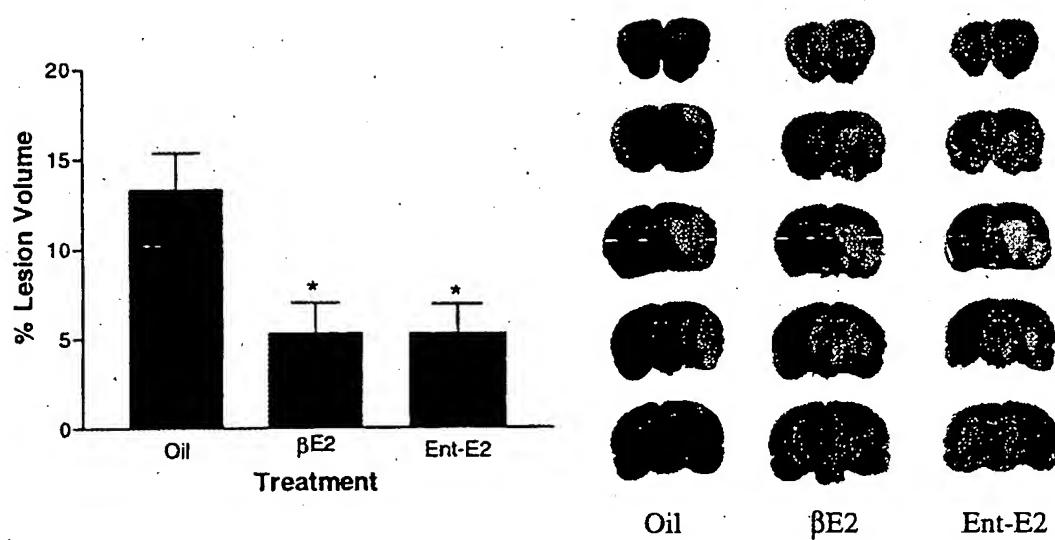 20
15
10
5
0
% Lesion Volume
*
*
Oil
βE2
Ent-E2
Treatment
Oil
βE2
Ent-E2